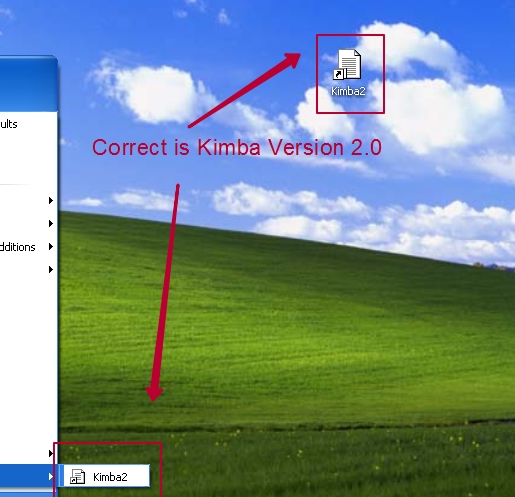 Kimba2
ults
Correct is Kimba Version 2.0
dditions
Kimba2